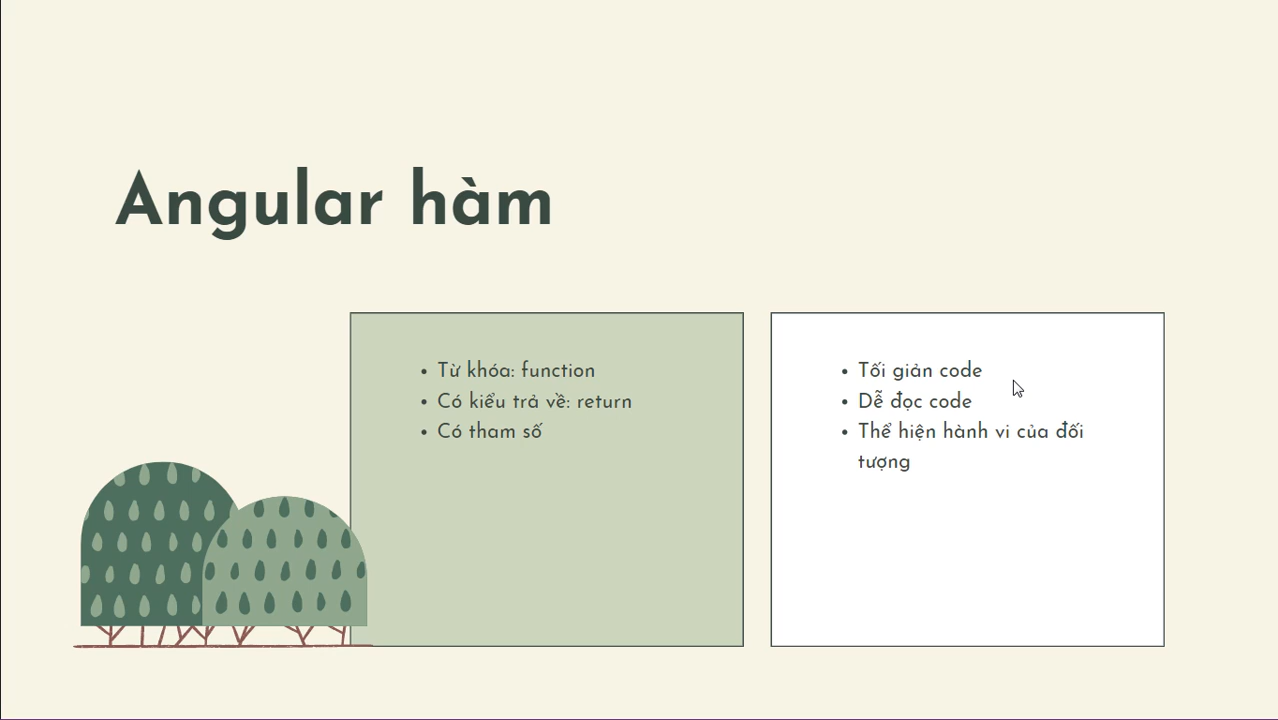 Angular hàm
• Từ khóa: function
• Có kiểu trả về: return
• Có tham số
• Tối giản code
• Dễ đọc code
• Thể hiện hành vi của đối
tượng